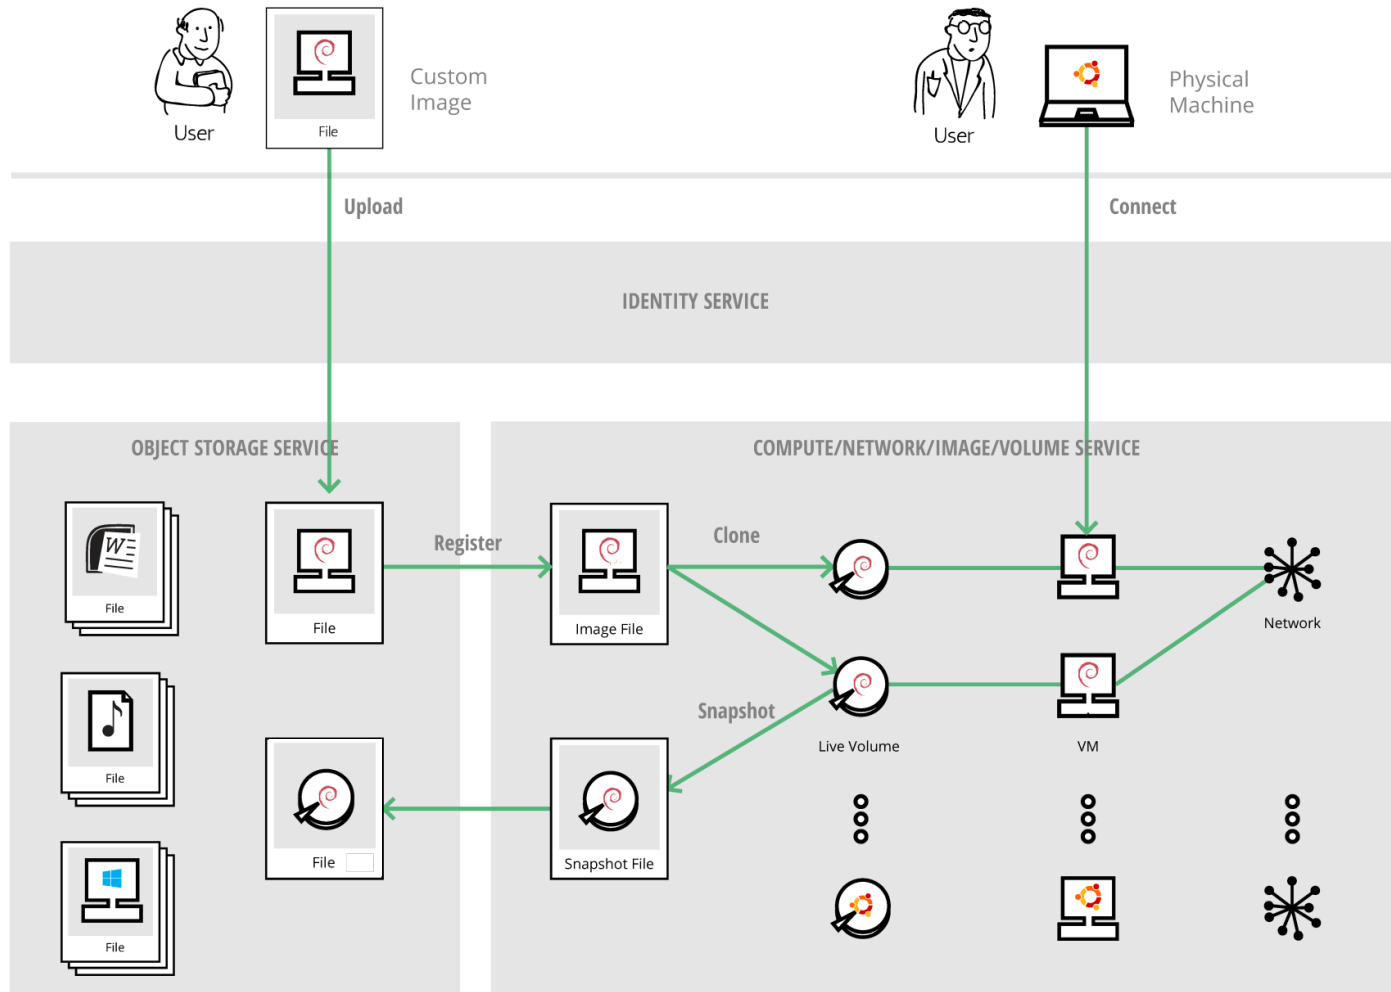 Custom
Image
File
User
Physical
Machine
User
Upload
Connect
IDENTITY SERVICE
OBJECT STORAGE SERVICE
COMPUTE/NETWORK/IMAGE/VOLUME SERVICE
W
File
File
Register
Image File
Clone
Network
File
Snapshot
Live Volume
VM
File
Snapshot File
File